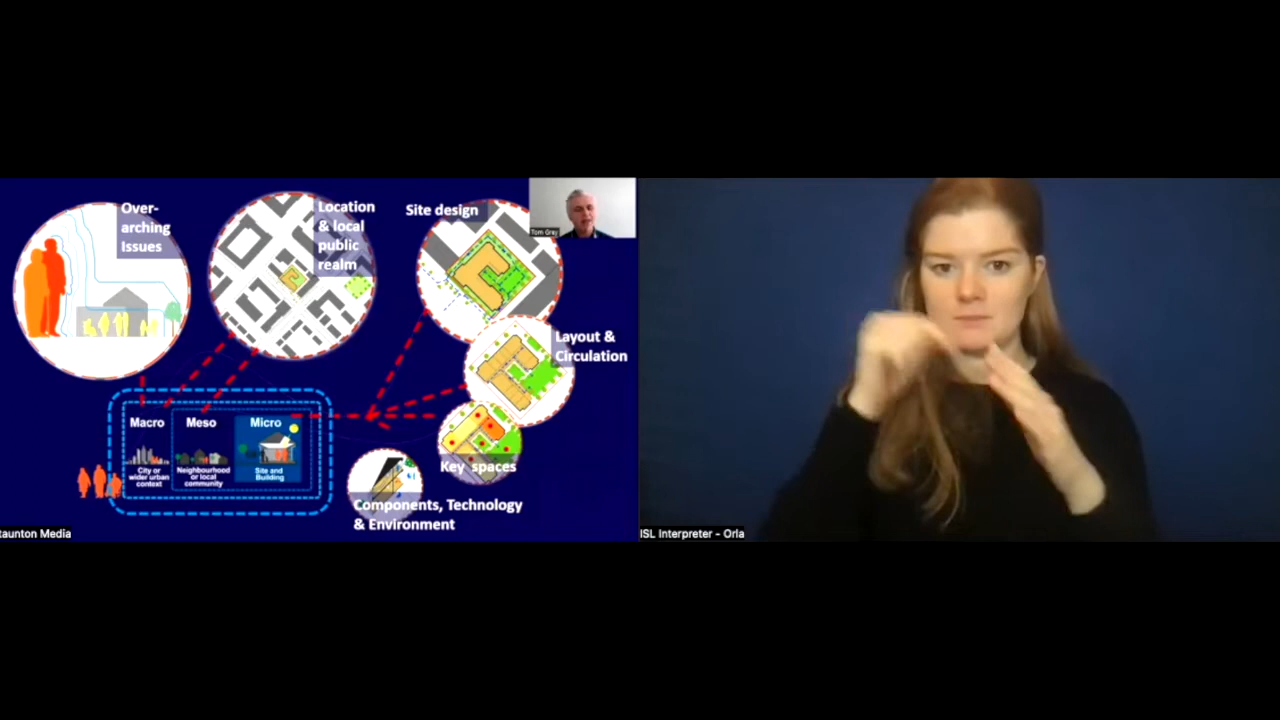 Over-
arching
Issues
Location
& local
public
realm
Site design
Tom Gray
Layout &
Circulation
Macro
Meso
Micro
City or
wider urban
context
Neighbourhood
or local
community
Site and
Building
Key spaces
Components, Technology
& Environment
taunton Media
ISL Interpreter - Orla